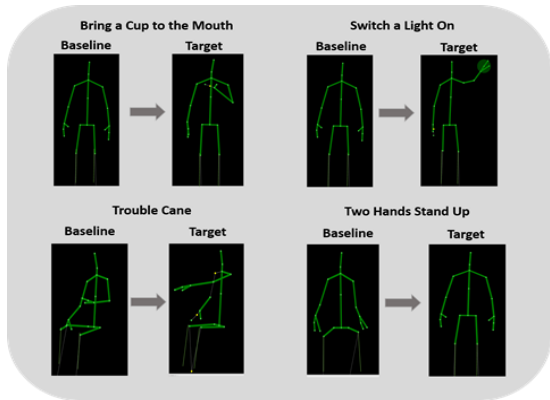 Bring a Cup to the Mouth
Baseline
Target
Switch a Light On
Baseline
Target
Trouble Cane
Baseline
Target
Two Hands Stand Up
Baseline
Target